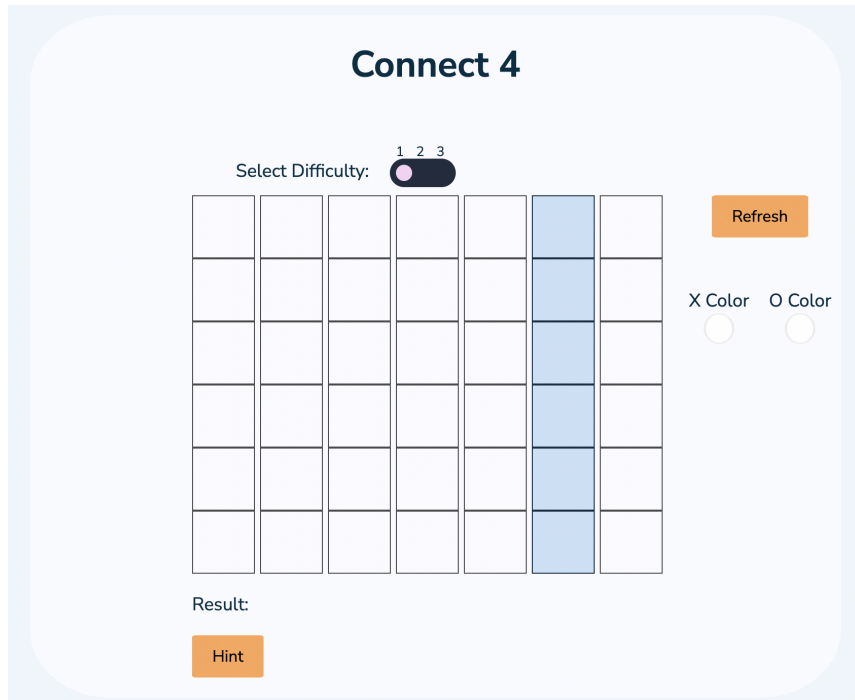 Connect 4
1 2 3
Select Difficulty:
Refresh
X Color O Color
Result:
Hint